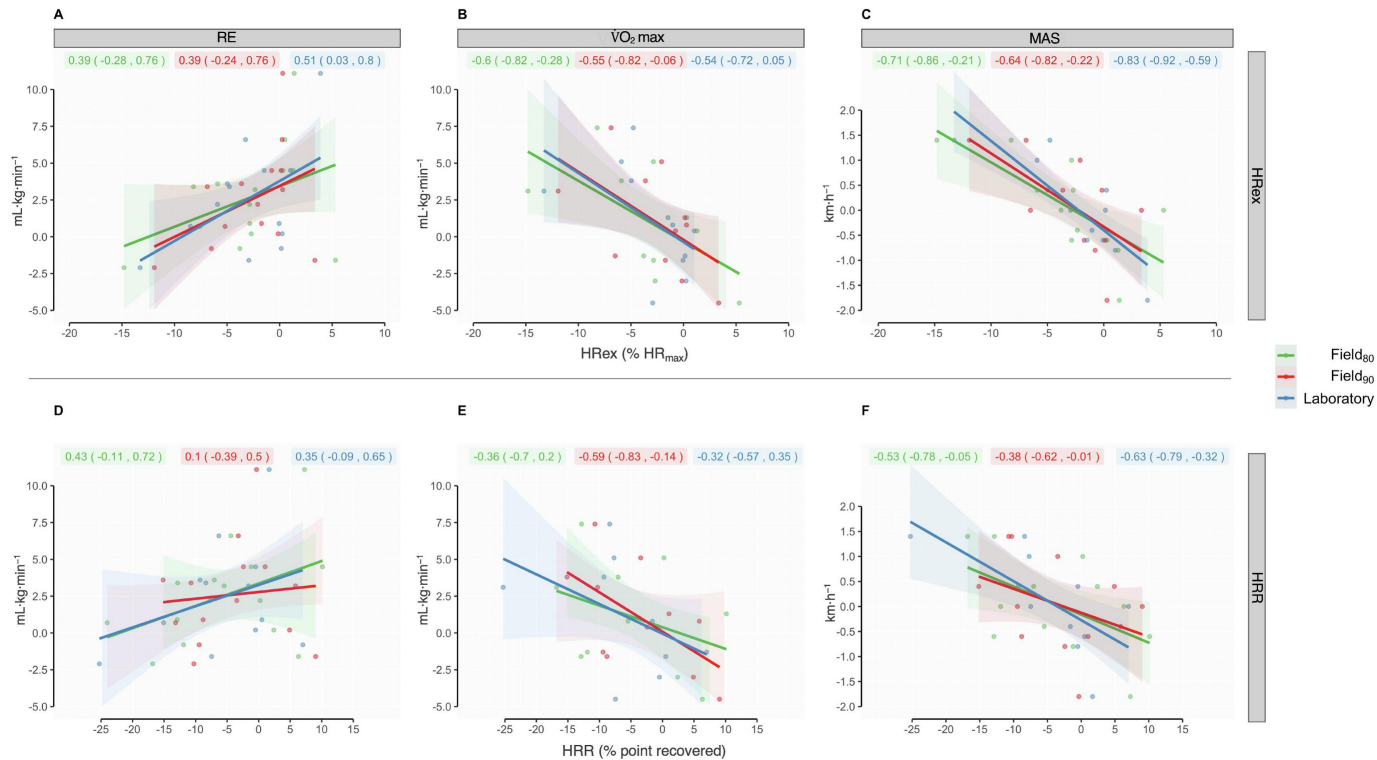 A
B
C
RE
V̇O₂ max
MAS
0.39 ( -0.28 , 0.76 )
0.39 ( -0.24 , 0.76 )
0.51 ( 0.03 , 0.8 )
-0.6 ( -0.82 , -0.28 )
-0.55 ( -0.82 , -0.06 )
-0.54 ( -0.72 , 0.05 )
-0.71 ( -0.86 , -0.21 )
-0.64 ( -0.82 , -0.22 )
-0.83 ( -0.92 , -0.59 )
mL·kg·min⁻¹
10.0
7.5
5.0
2.5
0.0
-2.5
-5.0
-20 -15 -10 -5 0 5 10
mL·kg·min⁻¹
10.0
7.5
5.0
2.5
0.0
-2.5
-5.0
-20 -15 -10 -5 0 5 10
km·h⁻¹
2.0
1.5
1.0
0.5
0.0
-0.5
-1.0
-1.5
-2.0
-20 -15 -10 -5 0 5 10
HRex
HRex (% HRmax)
Field₈₀
Field₉₀
Laboratory
D
E
F
0.43 ( -0.11 , 0.72 )
0.1 ( -0.39 , 0.5 )
0.35 ( -0.09 , 0.65 )
-0.36 ( -0.7 , 0.2 )
-0.59 ( -0.83 , -0.14 )
-0.32 ( -0.57 , 0.35 )
-0.53 ( -0.78 , -0.05 )
-0.38 ( -0.62 , -0.01 )
-0.63 ( -0.79 , -0.32 )
mL·kg·min⁻¹
10.0
7.5
5.0
2.5
0.0
-2.5
-5.0
-25 -20 -15 -10 -5 0 5 10 15
mL·kg·min⁻¹
10.0
7.5
5.0
2.5
0.0
-2.5
-5.0
-25 -20 -15 -10 -5 0 5 10 15
km·h⁻¹
2.0
1.5
1.0
0.5
0.0
-0.5
-1.0
-1.5
-2.0
-25 -20 -15 -10 -5 0 5 10 15
HRR
HRR (% point recovered)